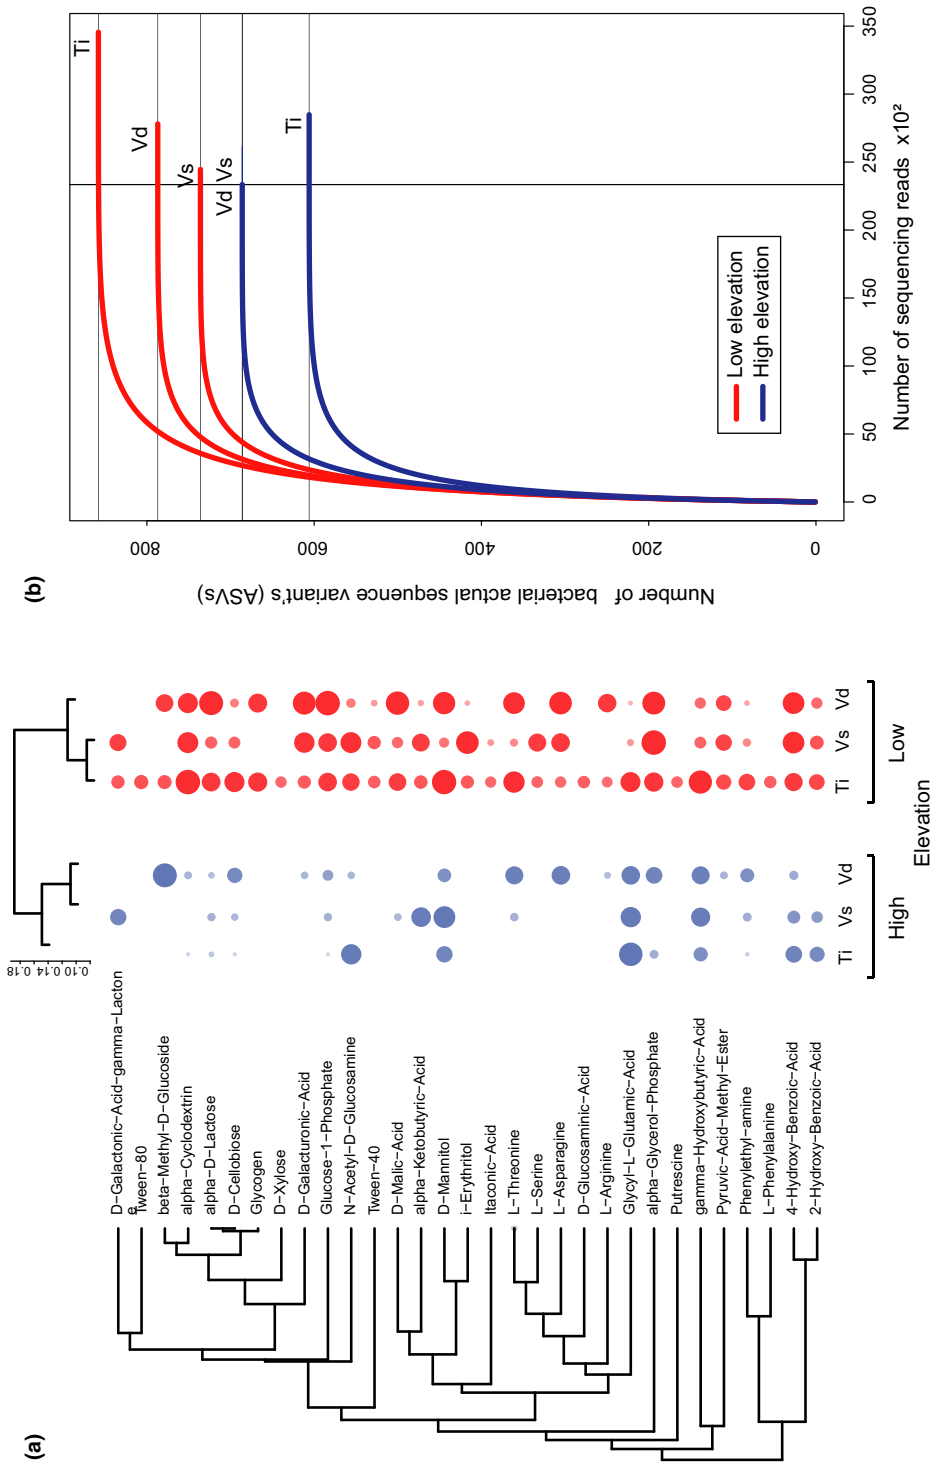 (a)
0.18
0.14
0.10
D-Galactonic-Acid-gamma-Lacton
e
Tween-80
beta-Methyl-D-Glucoside
alpha-Cyclodextrin
alpha-D-Lactose
D-Cellobiose
Glycogen
D-Xylose
D-Galacturonic-Acid
Glucose-1-Phosphate
N-Acetyl-D-Glucosamine
Tween-40
D-Malic-Acid
alpha-Ketobutyric-Acid
D-Mannitol
i-Erythritol
Itaconic-Acid
L-Threonine
L-Serine
L-Asparagine
D-Glucosaminic-Acid
L-Arginine
Glycyl-L-Glutamic-Acid
alpha-Glycerol-Phosphate
Putrescine
gamma-Hydroxybutyric-Acid
Pyruvic-Acid-Methyl-Ester
Phenylethyl-amine
L-Phenylalanine
4-Hydroxy-Benzoic-Acid
2-Hydroxy-Benzoic-Acid
Ti Vs Vd Ti Vs Vd
High Low
Elevation
(b)
Number of bacterial actual sequence variant's (ASVs)
800
600
400
200
0
Ti
Vd
Vs
Vd Vs
Ti
Low elevation
High elevation
0 50 100 150 200 250 300 350
Number of sequencing reads x10²